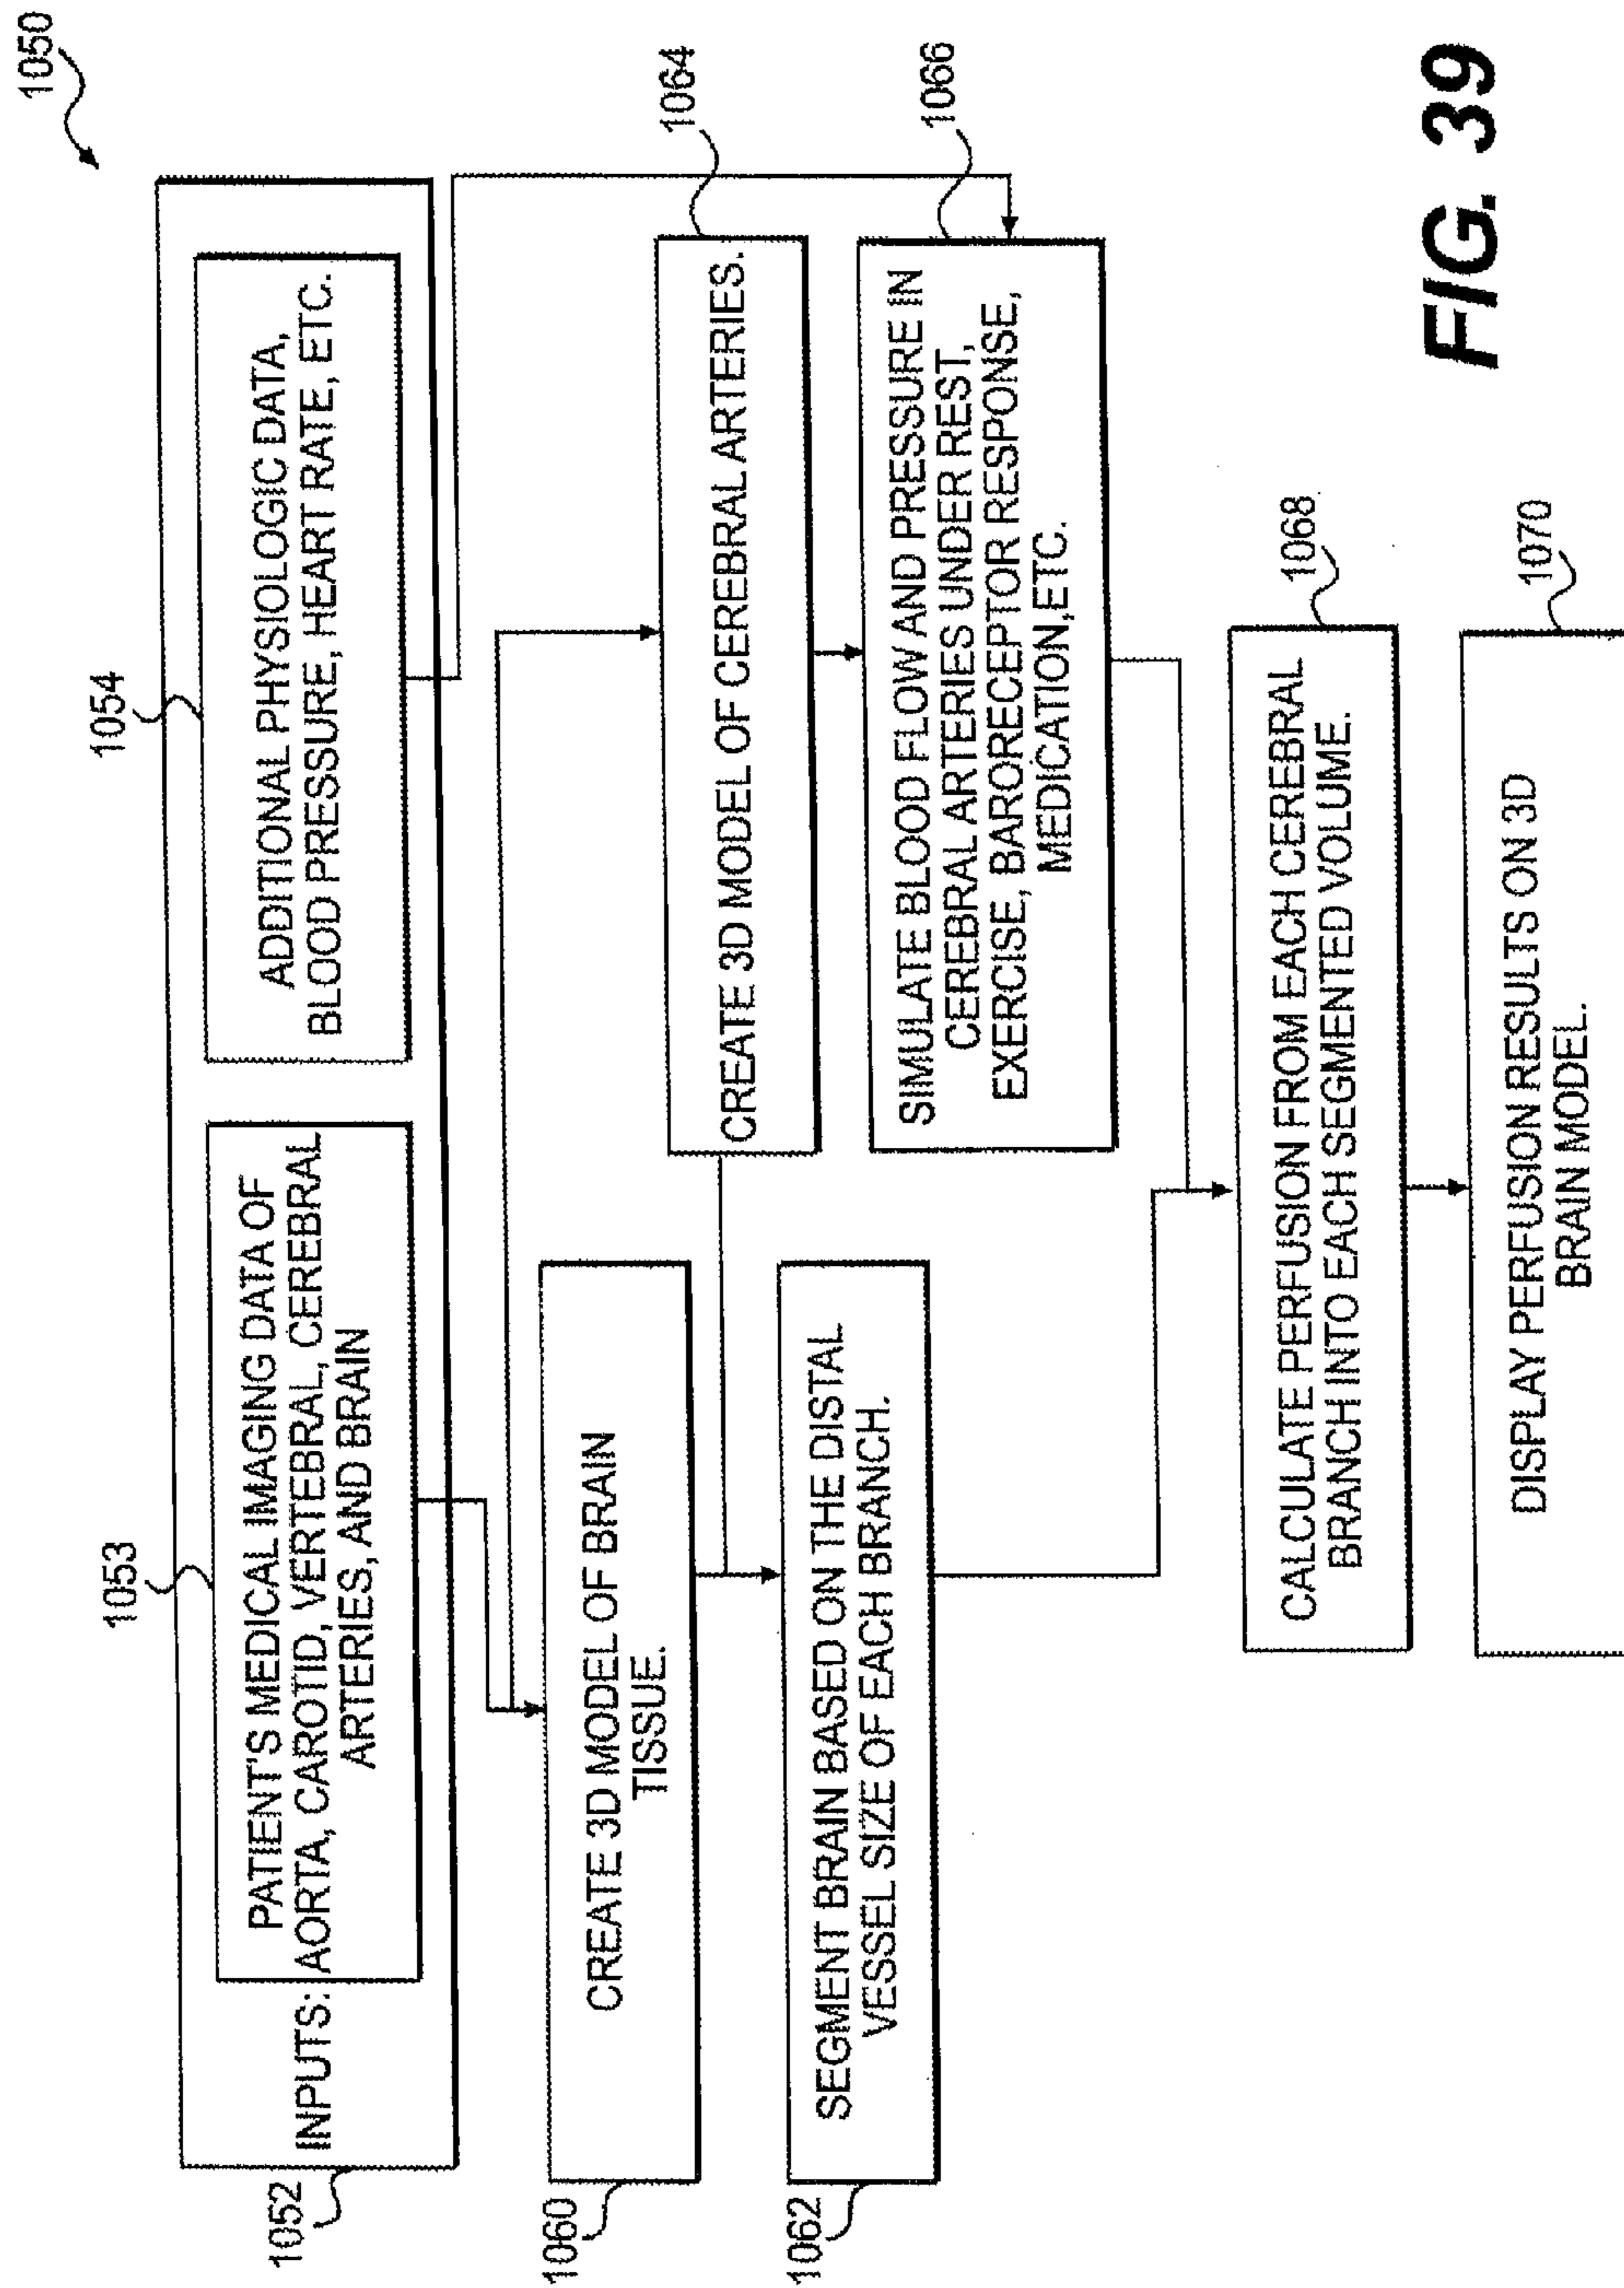 1050
1054
1053
INPUTS:
PATIENT'S MEDICAL IMAGING DATA OF
AORTA, CAROTID, VERTEBRAL, CEREBRAL
ARTERIES, AND BRAIN
ADDITIONAL PHYSIOLOGIC DATA,
BLOOD PRESSURE, HEART RATE, ETC.
1052
CREATE 3D MODEL OF BRAIN
TISSUE.
1060
CREATE 3D MODEL OF CEREBRAL ARTERIES.
1064
SEGMENT BRAIN BASED ON THE DISTAL
VESSEL SIZE OF EACH BRANCH.
1062
SIMULATE BLOOD FLOW AND PRESSURE IN
CEREBRAL ARTERIES UNDER REST,
EXERCISE, BARORECEPTOR RESPONSE,
MEDICATION,ETC.
1066
CALCULATE PERFUSION FROM EACH CEREBRAL
BRANCH INTO EACH SEGMENTED VOLUME.
1068
DISPLAY PERFUSION RESULTS ON 3D
BRAIN MODEL.
1070
FIG. 39